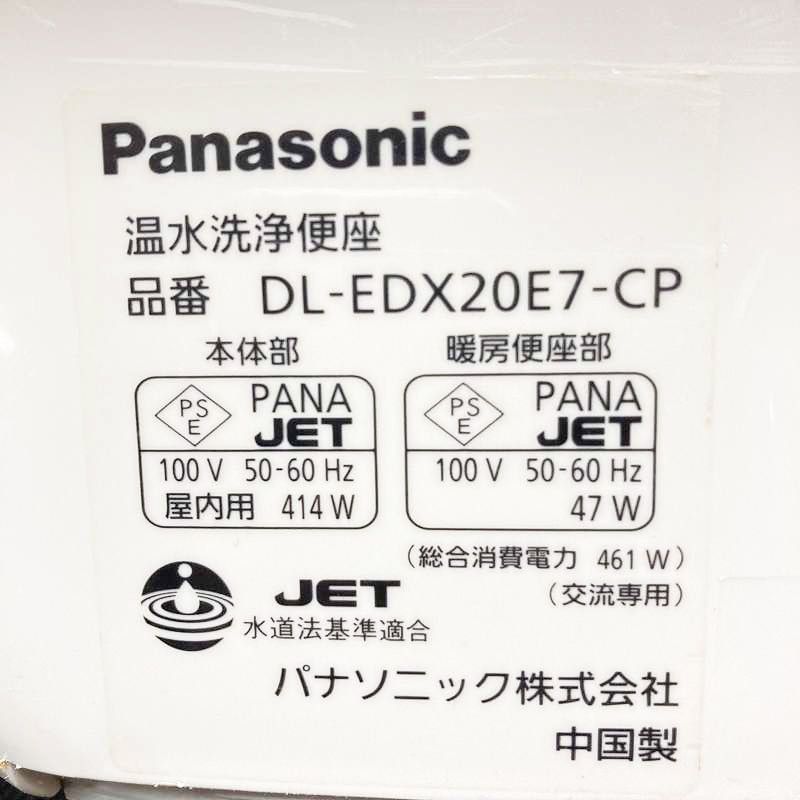 Panasonic
温水洗浄便座
品番 DL-EDX20E7-CP
本体部
PS
E
PANA
JET
100 V 50-60 Hz
屋内用 414 W
暖房便座部
PS
E
PANA
JET
100 V 50-60 Hz
47 W
（総合消費電力 461 W）
（交流専用）
JET
水道法基準適合
パナソニック株式会社
中国製